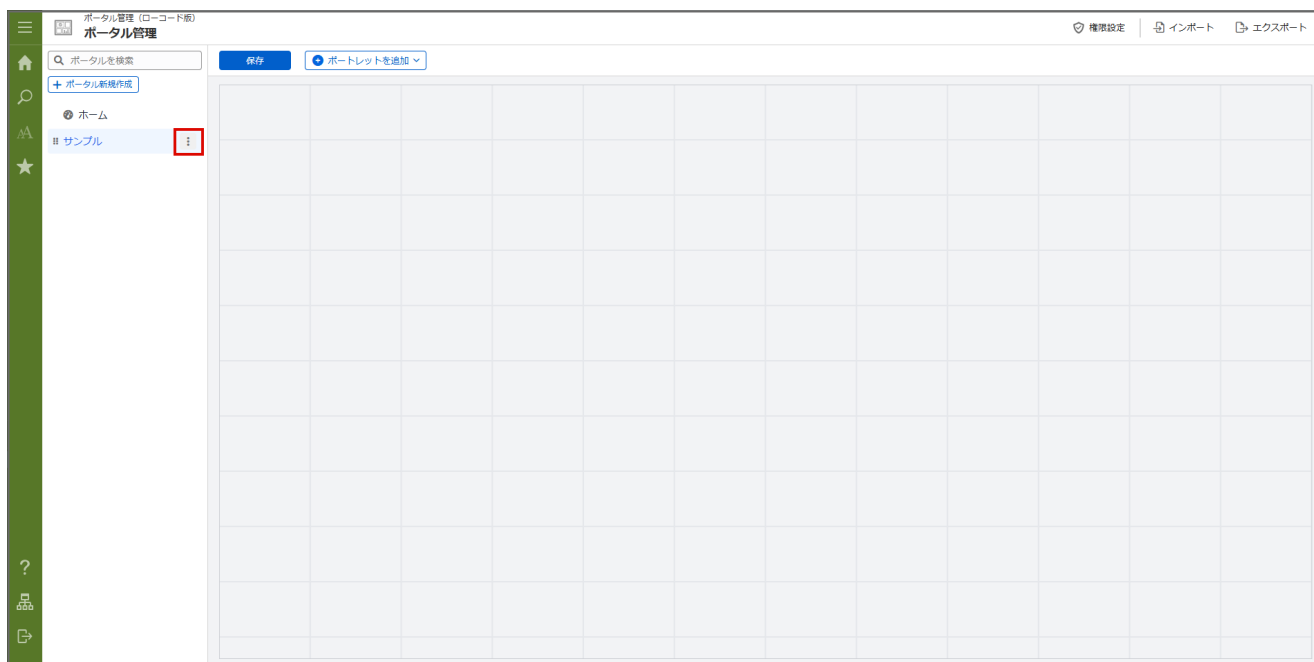 ポータル管理（ローコード版）
ポータル管理
権限設定
インポート
エクスポート
ポータルを検索
保存
ポートレットを追加
ポータル新規作成
ホーム
サンプル